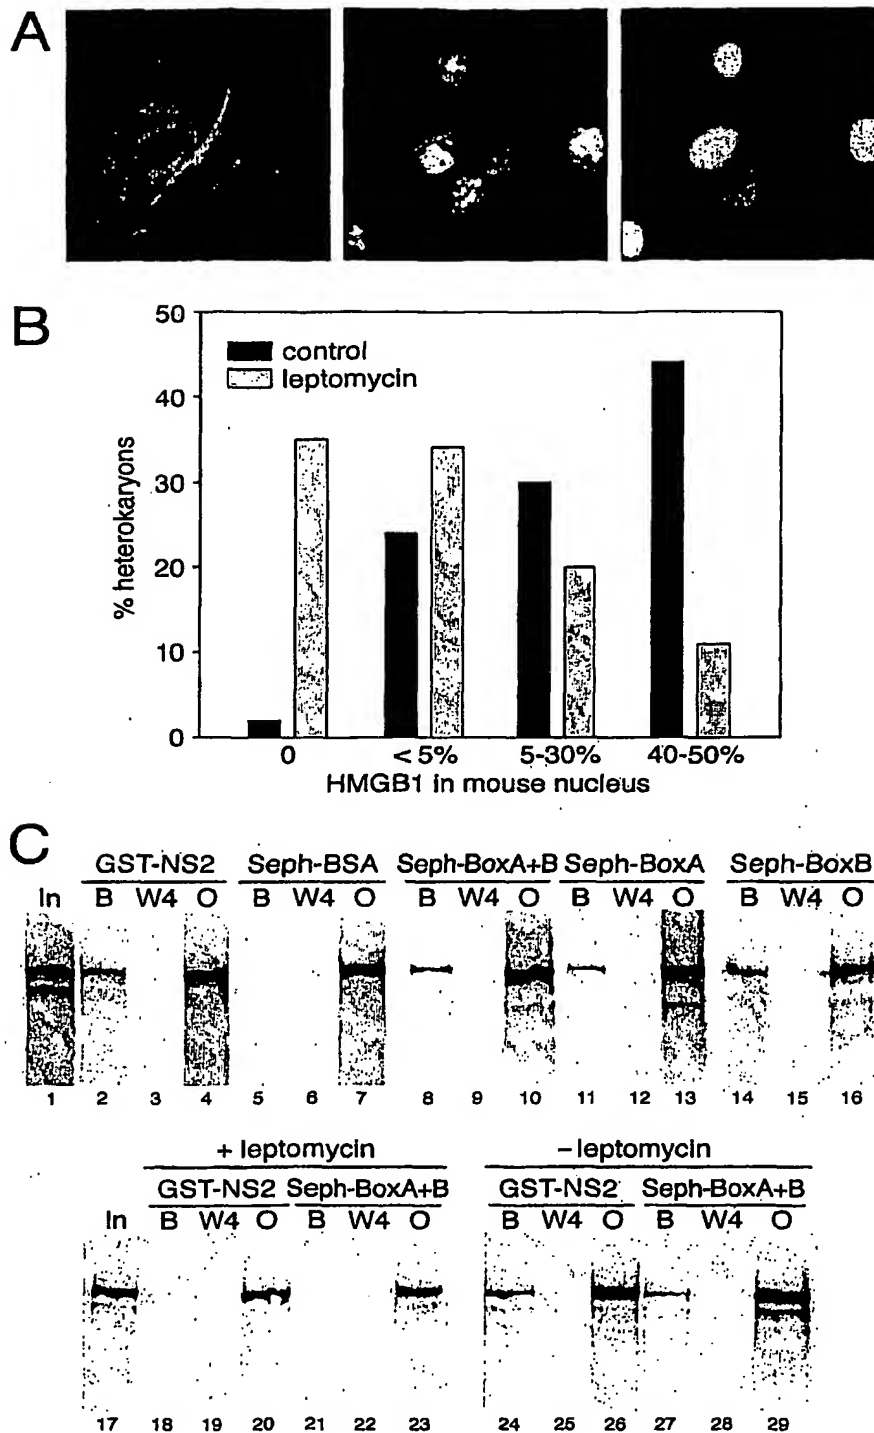 A
B
50
40
30
20
10
0
% heterokaryons
control
leptomycin
0 < 5% 5-30% 40-50%
HMGB1 in mouse nucleus
C
GST-NS2 Seph-BSA Seph-BoxA+B Seph-BoxA Seph-BoxB
In B W4 O B W4 O B W4 O B W4 O B W4 O
1 2 3 4 5 6 7 8 9 10 11 12 13 14 15 16
+ leptomycin – leptomycin
GST-NS2 Seph-BoxA+B GST-NS2 Seph-BoxA+B
In B W4 O B W4 O B W4 O B W4 O
17 18 19 20 21 22 23 24 25 26 27 28 29